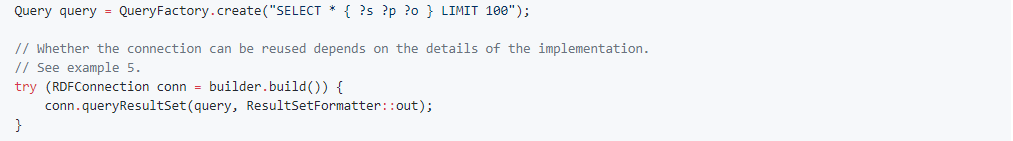 Query query = QueryFactory.create("SELECT * { ?s ?p ?o } LIMIT 100");
// Whether the connection can be reused depends on the details of the implementation.
// See example 5.
try (RDFConnection conn = builder.build()) {
    conn.queryResultSet(query, ResultSetFormatter::out);
}